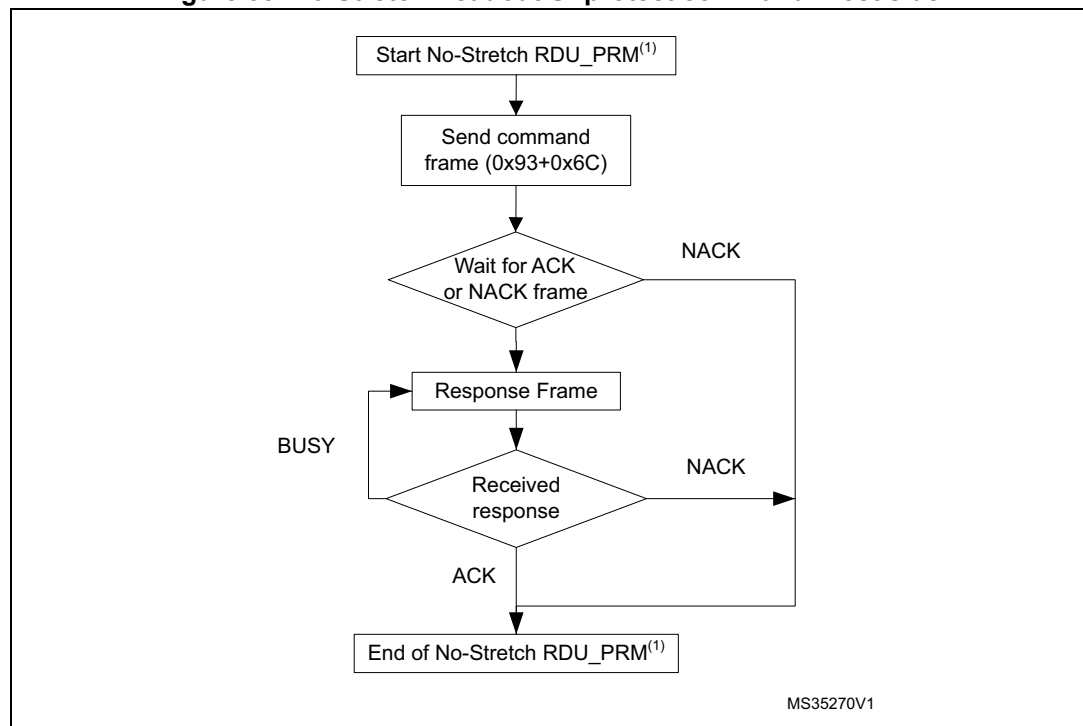 Start No-Stretch RDU_PRM(1)
Send command
frame (0x93+0x6C)
Wait for ACK
or NACK frame
NACK
Response Frame
BUSY
Received
response
NACK
ACK
End of No-Stretch RDU_PRM(1)
MS35270V1